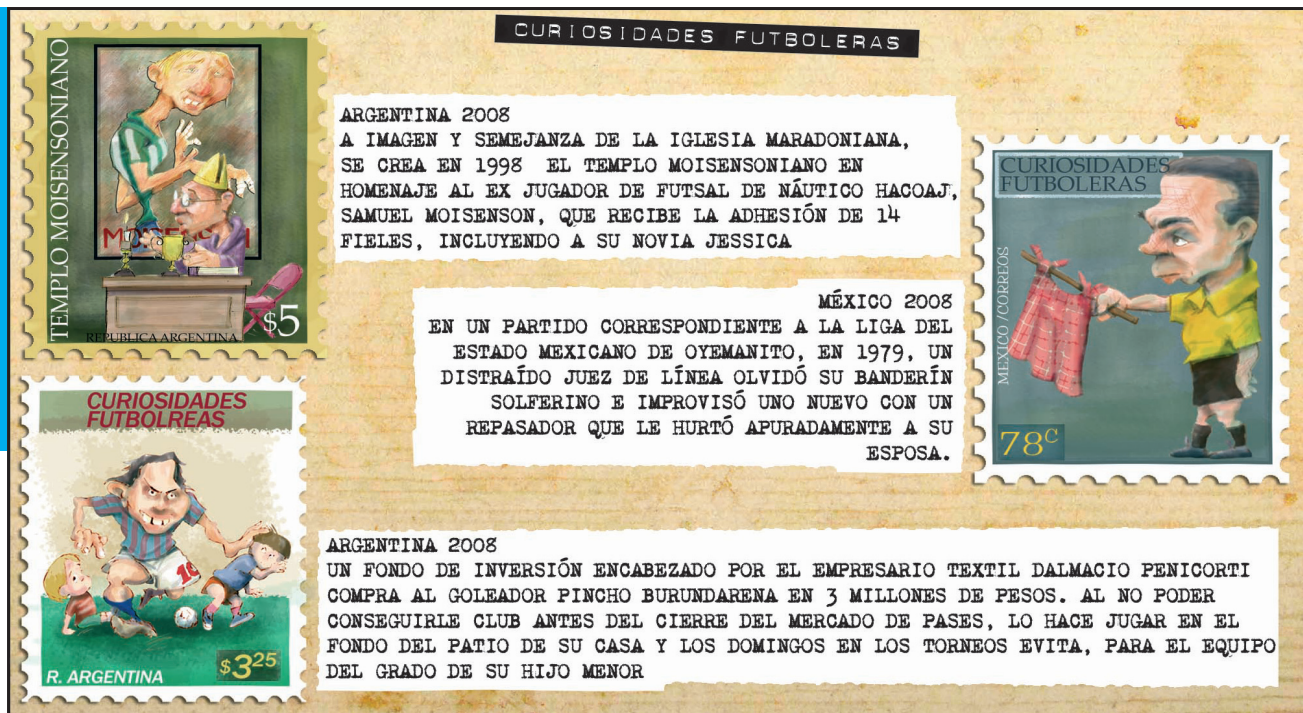 CURIOSIDADES FUTBOLERAS
TEMPLO MOISENSONIANO
REPUBLICA ARGENTINA
$5
ARGENTINA 2008
A IMAGEN Y SEMEJANZA DE LA IGLESIA MARADONIANA,
SE CREA EN 1998 EL TEMPLO MOISENSONIANO EN
HOMENAJE AL EX JUGADOR DE FUTSAL DE NÁUTICO HACOAJ,
SAMUEL MOISENSON, QUE RECIBE LA ADHESIÓN DE 14
FIELES, INCLUYENDO A SU NOVIA JESSICA
CURIOSIDADES
FUTBOLERAS
MEXICO /CORREOS
78C
MÉXICO 2008
EN UN PARTIDO CORRESPONDIENTE A LA LIGA DEL
ESTADO MEXICANO DE OYEMANITO, EN 1979, UN
DISTRAÍDO JUEZ DE LÍNEA OLVIDÓ SU BANDERÍN
SOLFERINO E IMPROVISÓ UNO NUEVO CON UN
REPASADOR QUE LE HURTÓ APURADAMENTE A SU
ESPOSA.
CURIOSIDADES
FUTBOLREAS
10
R. ARGENTINA
$325
ARGENTINA 2008
UN FONDO DE INVERSIÓN ENCABEZADO POR EL EMPRESARIO TEXTIL DALMACIO PENICORTI
COMPRA AL GOLEADOR PINCHO BURUNDARENA EN 3 MILLONES DE PESOS. AL NO PODER
CONSEGUIRLE CLUB ANTES DEL CIERRE DEL MERCADO DE PASES, LO HACE JUGAR EN EL
FONDO DEL PATIO DE SU CASA Y LOS DOMINGOS EN LOS TORNEOS EVITA, PARA EL EQUIPO
DEL GRADO DE SU HIJO MENOR